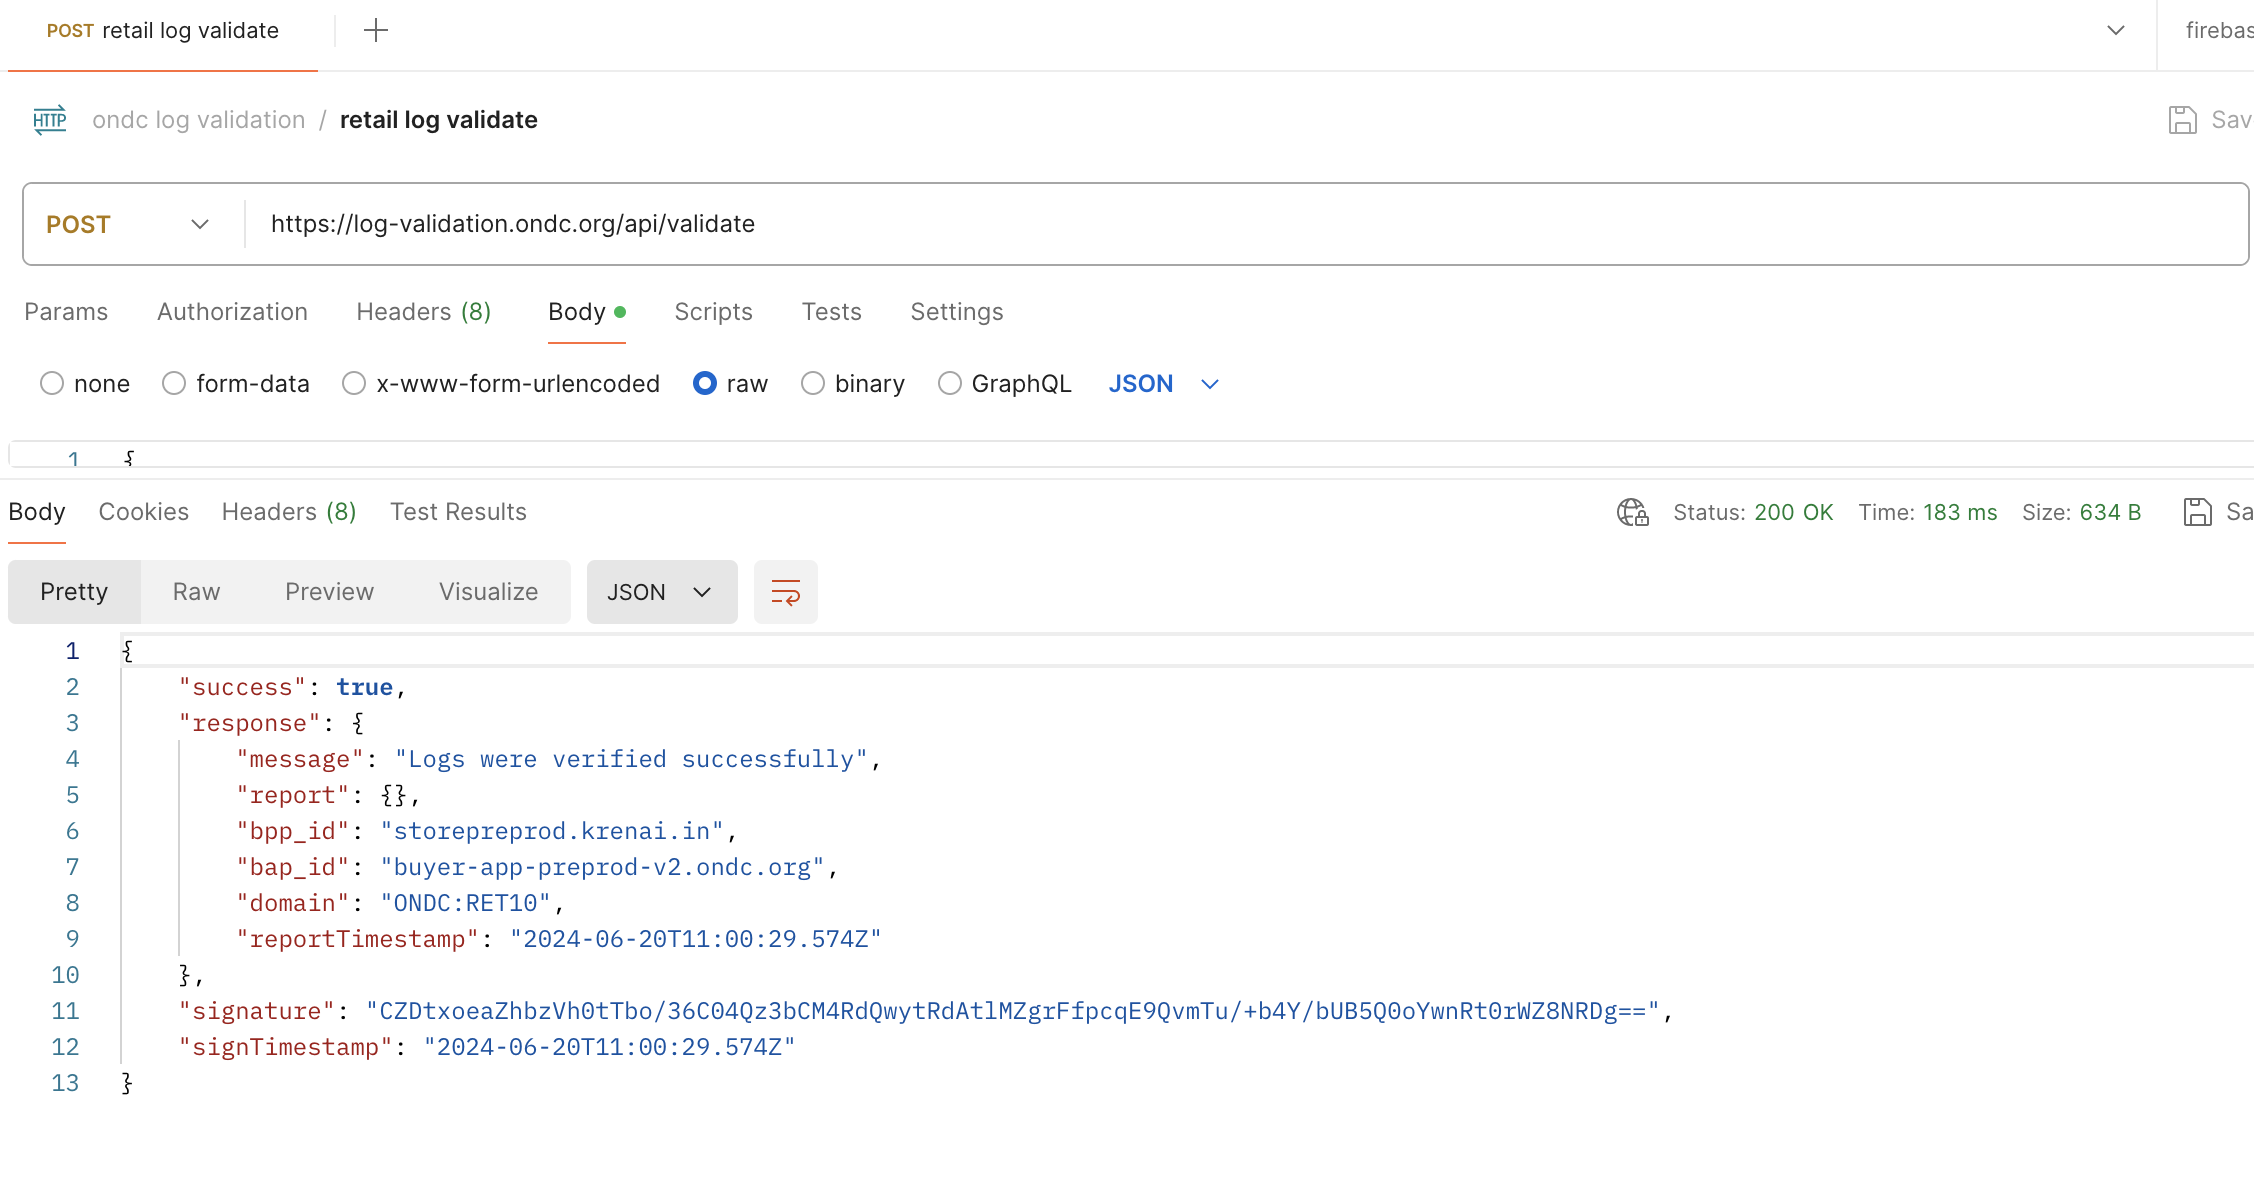 POST retail log validate
firebas
HTTP ondc log validation / retail log validate
Sav
POST https://log-validation.ondc.org/api/validate
Params Authorization Headers (8) Body Scripts Tests Settings
none form-data x-www-form-urlencoded raw binary GraphQL JSON
1 {
Body Cookies Headers (8) Test Results Status: 200 OK Time: 183 ms Size: 634 B Sa
Pretty Raw Preview Visualize JSON
1 {
2 "success": true,
3 "response": {
4 "message": "Logs were verified successfully",
5 "report": {},
6 "bpp_id": "storepreprod.krenai.in",
7 "bap_id": "buyer-app-preprod-v2.ondc.org",
8 "domain": "ONDC:RET10",
9 "reportTimestamp": "2024-06-20T11:00:29.574Z"
10 },
11 "signature": "CZDtxoeaZhbzVh0tTbo/36C04Qz3bCM4RdQwytRdAtlMZgrFfpcqE9QvmTu/+b4Y/bUB5Q0oYwnRt0rWZ8NRDg==",
12 "signTimestamp": "2024-06-20T11:00:29.574Z"
13 }